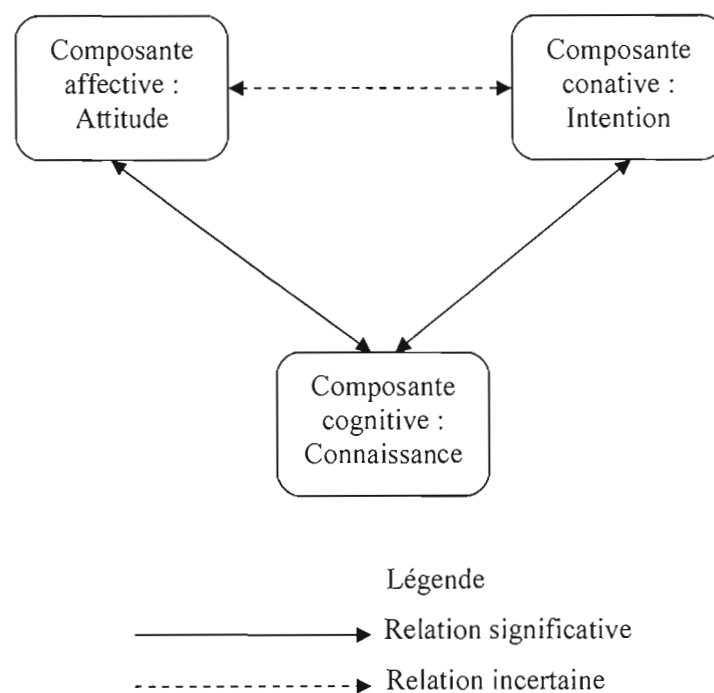 Composante
affective :
Attitude
Composante
conative :
Intention
Composante
cognitive :
Connaissance
Légende
Relation significative
Relation incertaine